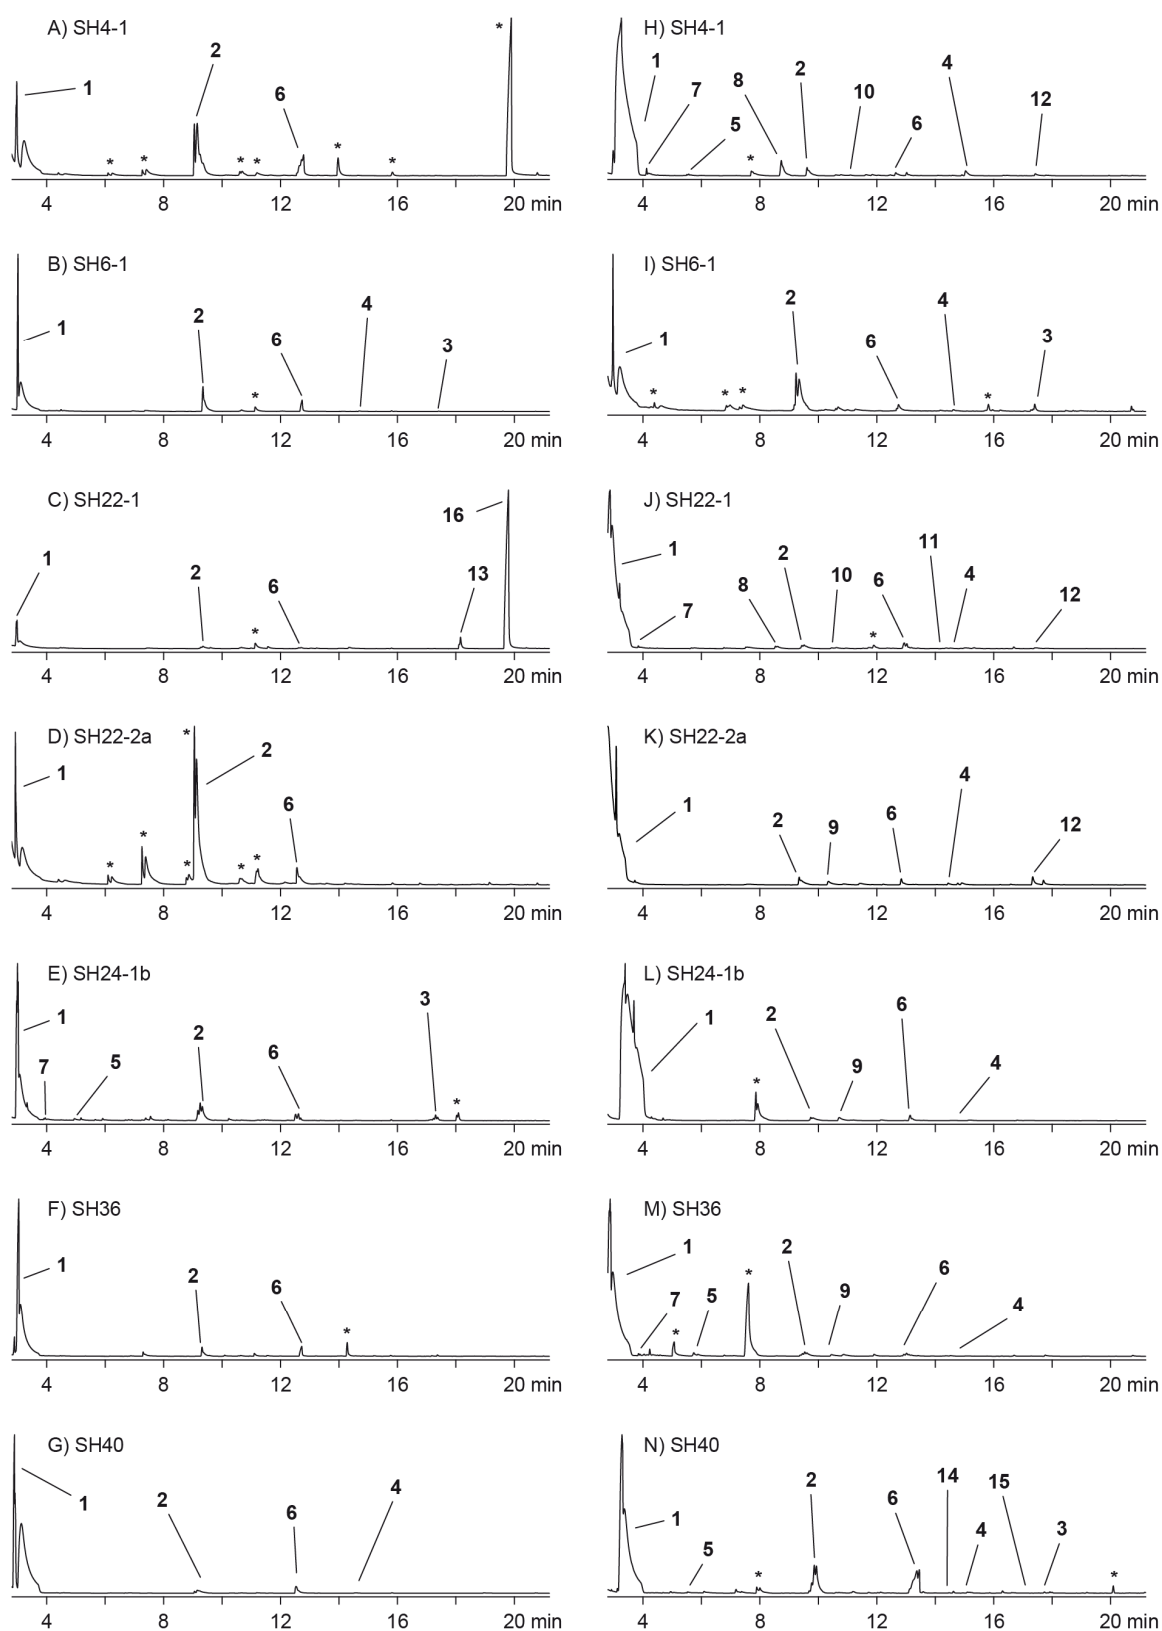 A) SH4-1
*
2
1
6
* * * * * *
4 8 12 16 20 min
H) SH4-1
1
7
8
2
4
5
10
6
12
*
4 8 12 16 20 min
B) SH6-1
1
2
6
4
3
*
4 8 12 16 20 min
I) SH6-1
2
4
1
6
3
* * * *
4 8 12 16 20 min
C) SH22-1
16
1
2
6
13
*
4 8 12 16 20 min
J) SH22-1
1
11
2
8
10
6
4
7
12
*
4 8 12 16 20 min
D) SH22-2a
*
2
1
6
* * * * *
4 8 12 16 20 min
K) SH22-2a
4
1
2
9
6
12
4 8 12 16 20 min
E) SH24-1b
3
1
2
7
5
6
*
4 8 12 16 20 min
L) SH24-1b
6
1
2
9
4
*
4 8 12 16 20 min
F) SH36
1
2
6
*
4 8 12 16 20 min
M) SH36
1
2
*
6
7
5
9
4
*
4 8 12 16 20 min
G) SH40
1
2
6
4
4 8 12 16 20 min
N) SH40
2
14
15
6
1
4
3
5
* *
4 8 12 16 20 min